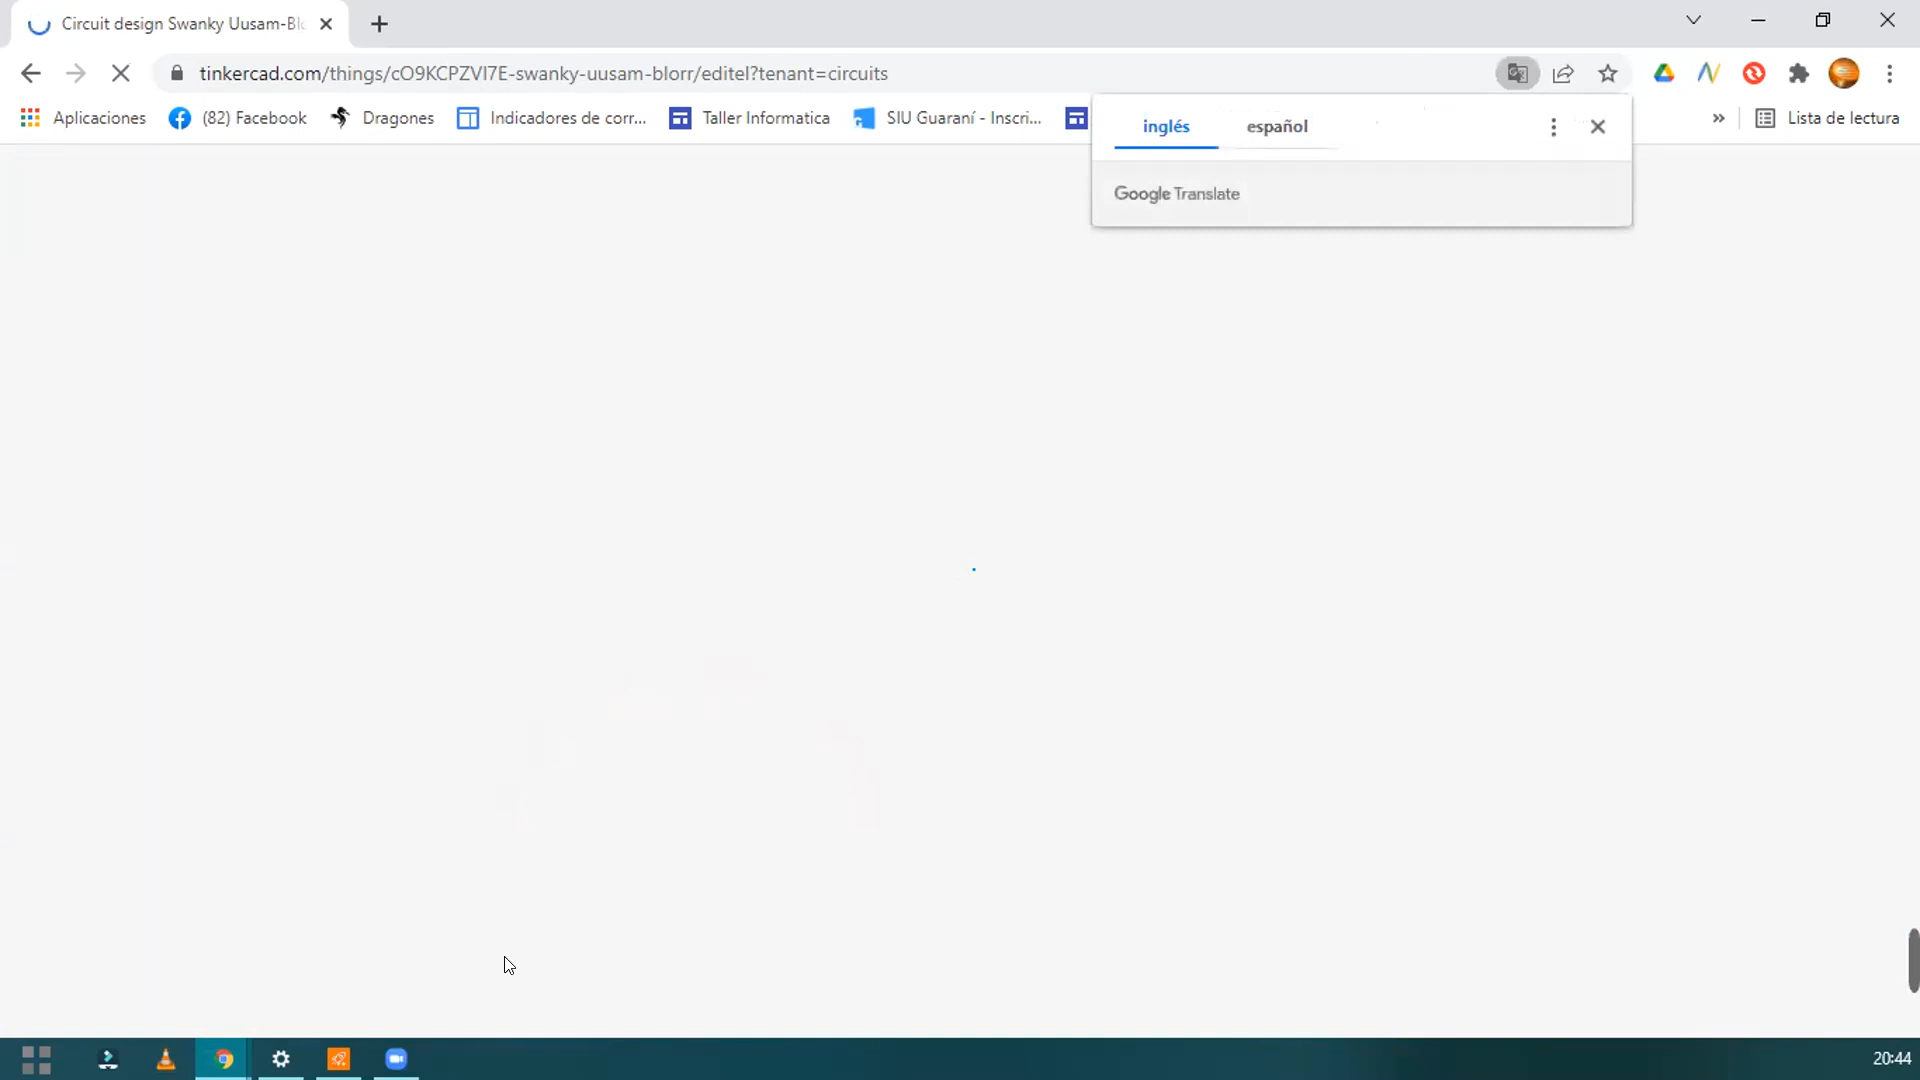 Circuit design Swanky Uusam-Blo
tinkercad.com/things/cO9KCPZVI7E-swanky-uusam-blorr/editel?tenant=circuits
Aplicaciones
(82) Facebook
Dragones
Indicadores de corr...
Taller Informatica
SIU Guaraní - Inscri...
»
Lista de lectura
inglés
español
Google Translate
20:44